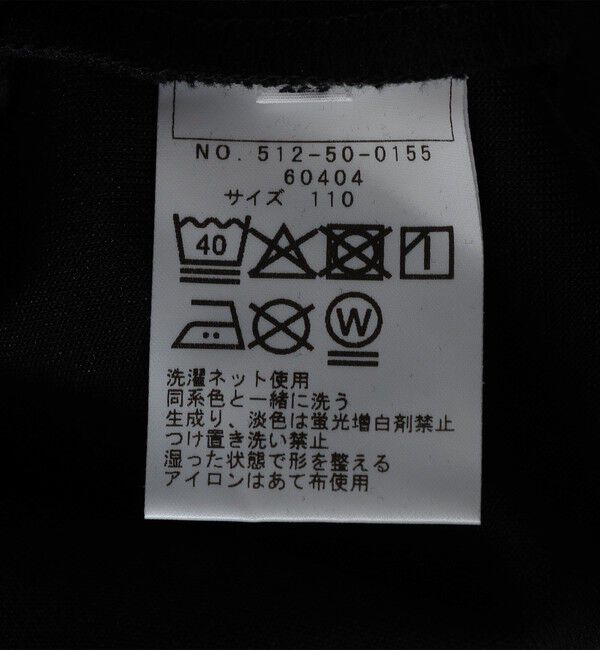 NO. 512-50-0155
60404
サイズ 110
40
W
洗濯ネット使用
同系色と一緒に洗う
生成り、淡色は蛍光増白剤禁止
つけ置き洗い禁止
湿った状態で形を整える
アイロンはあて布使用